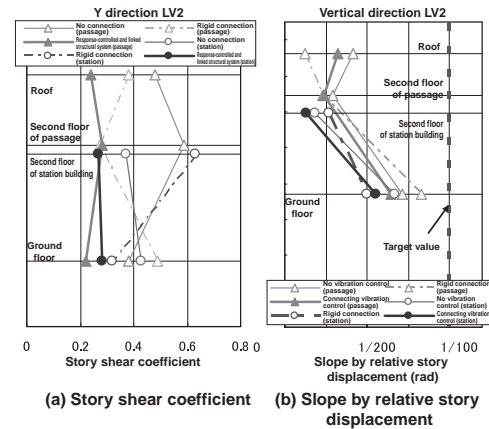 Y direction LV2
No connection
(passage)
Rigid connection
(passage)
Response-controlled and linked
structural system (passage)
No connection
(station)
Rigid connection
(station)
Response-controlled and
linked structural system (station)
Roof
Second floor
of passage
Second floor
of station building
Ground
floor
0
0.2
0.4
0.6
0.8
Story shear coefficient
(a) Story shear coefficient
Vertical direction LV2
Roof
Second floor
of passage
Second floor
of station building
Ground
floor
Target value
No vibration control
(passage)
Rigid connection
(passage)
Connecting vibration
control (passage)
No vibration
control (station)
Rigid connection
(station)
Connecting vibration
control (station)
0
1/200
1/100
Slope by relative story
displacement (rad)
(b) Slope by relative story
displacement